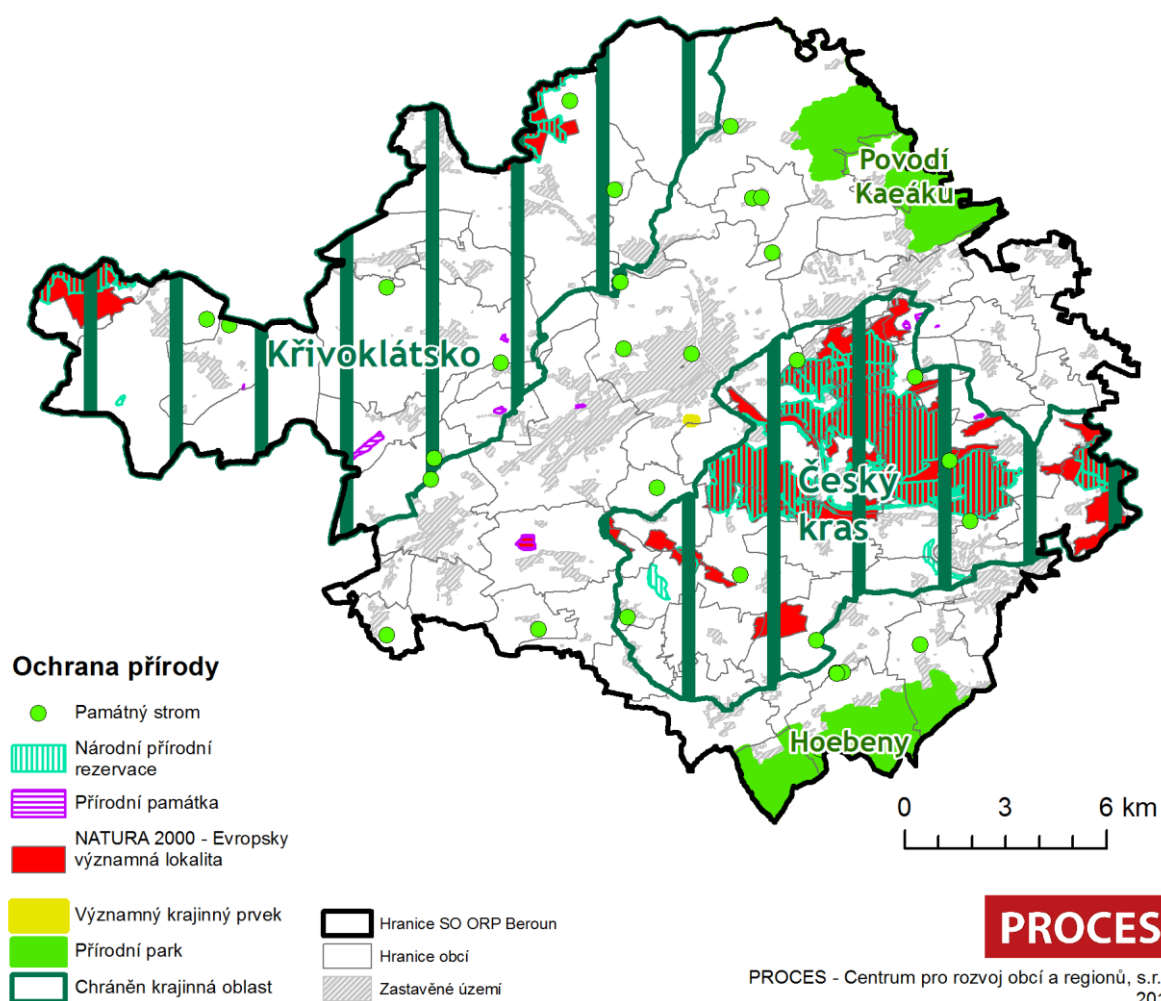 Povodí
Kaeáku
Křivoklátsko
Český
kras
Hoebeny
Ochrana přírody
Památný strom
Národní přírodní
rezervace
Přírodní památka
NATURA 2000 - Evropsky
významná lokalita
Významný krajinný prvek
Přírodní park
Chráněn krajinná oblast
Hranice SO ORP Beroun
Hranice obcí
Zastavěné území
0 3 6 km
PROCES
PROCES - Centrum pro rozvoj obcí a regionů, s.r.
201